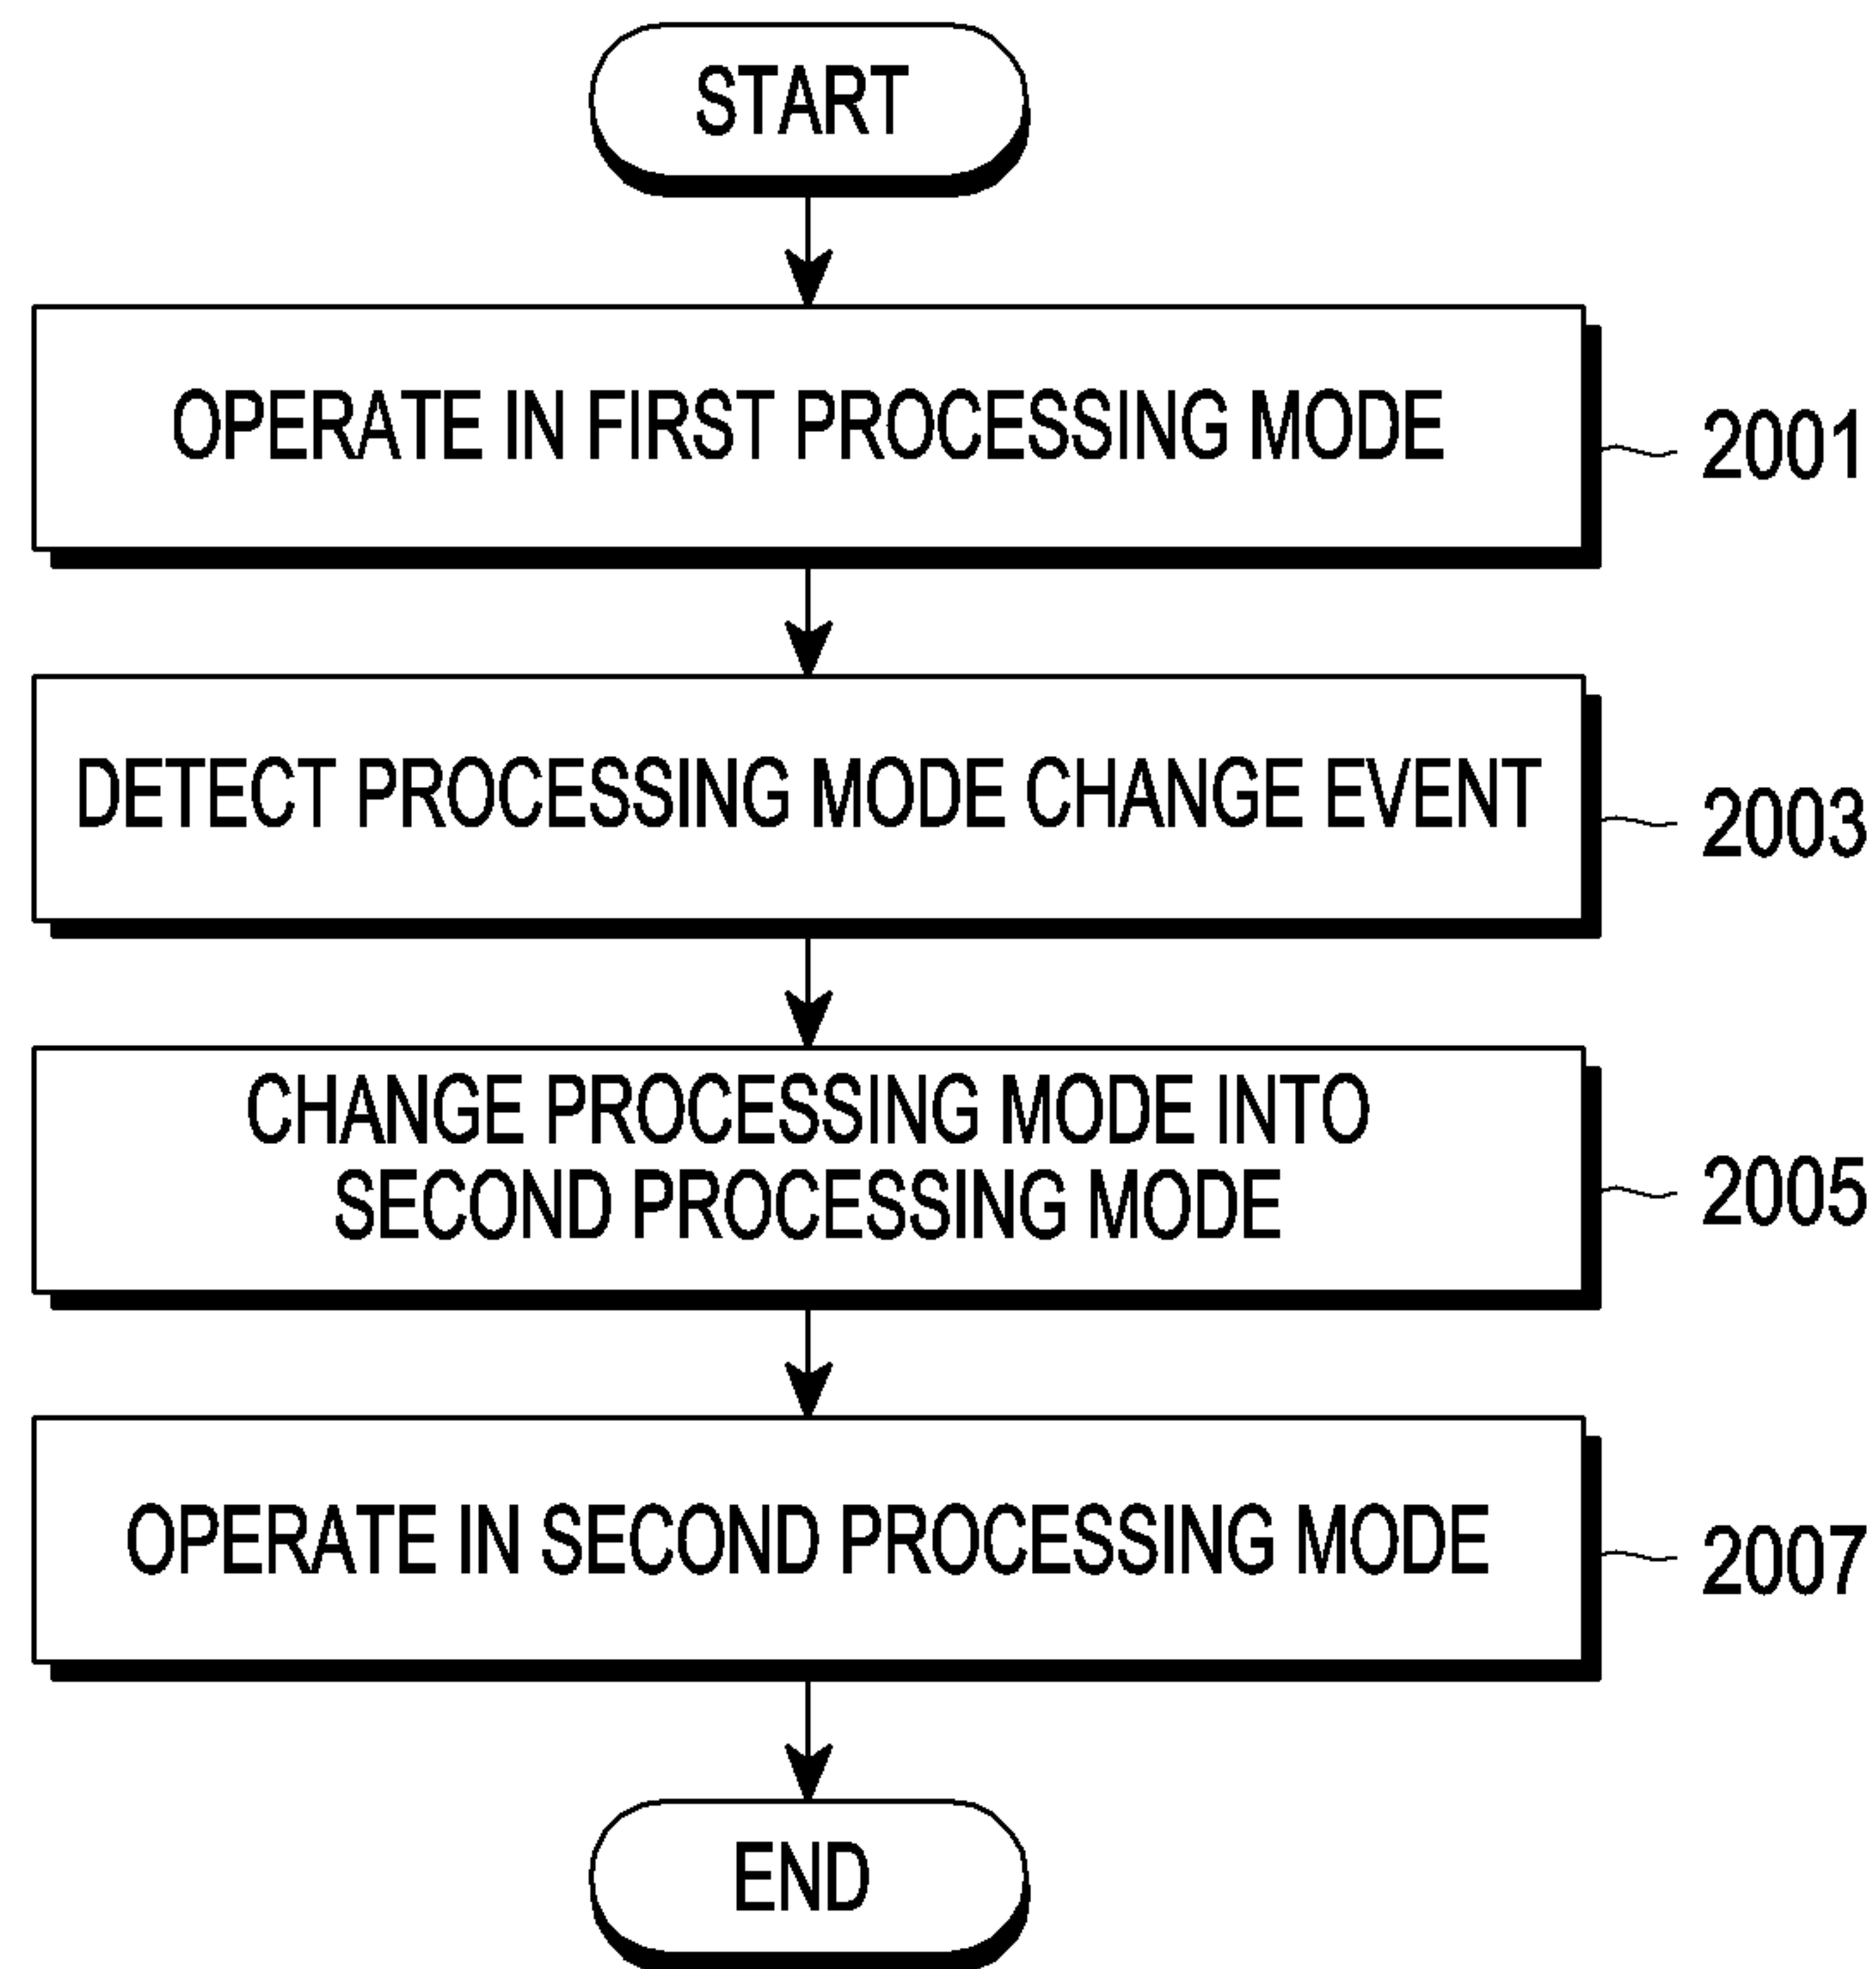 START
OPERATE IN FIRST PROCESSING MODE
2001
DETECT PROCESSING MODE CHANGE EVENT
2003
CHANGE PROCESSING MODE INTO
SECOND PROCESSING MODE
2005
OPERATE IN SECOND PROCESSING MODE
2007
END